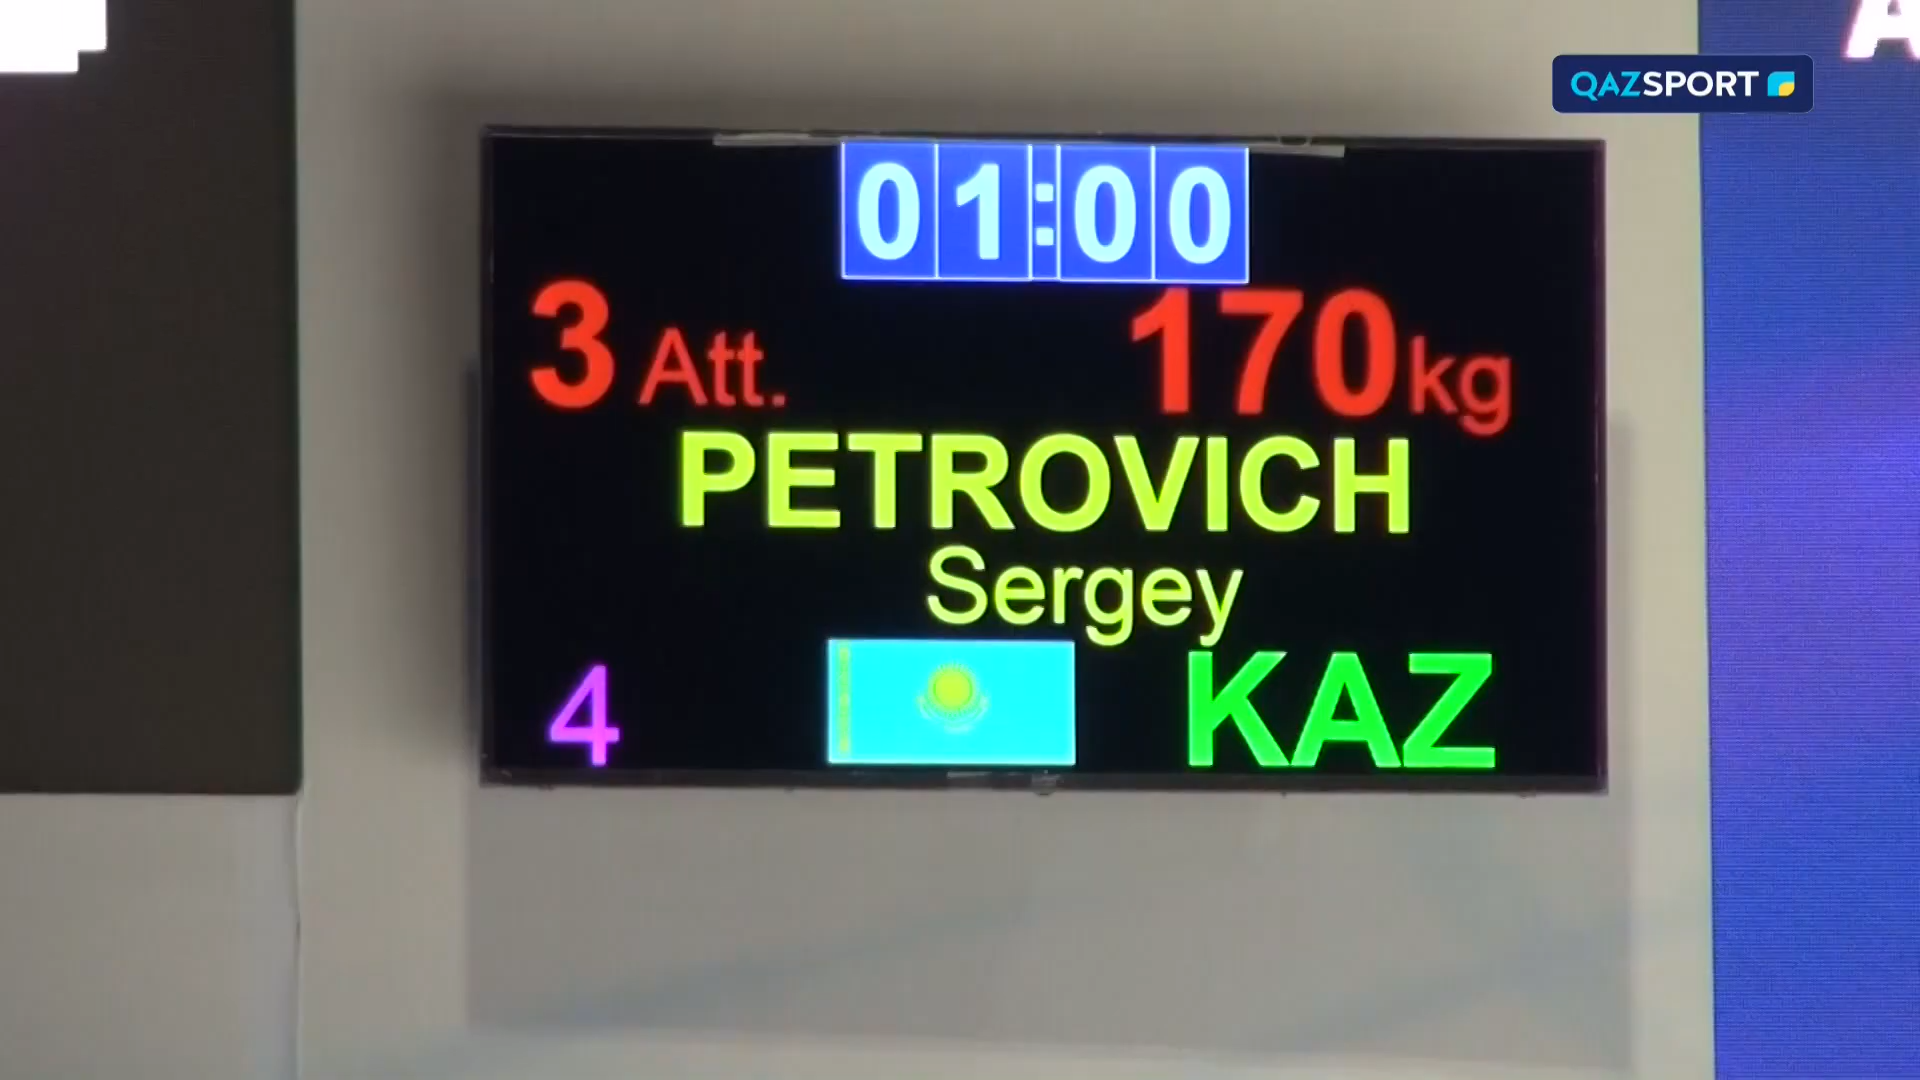 QAZSPORT
01:00
3 Att. 170kg
PETROVICH
Sergey
4 KAZ